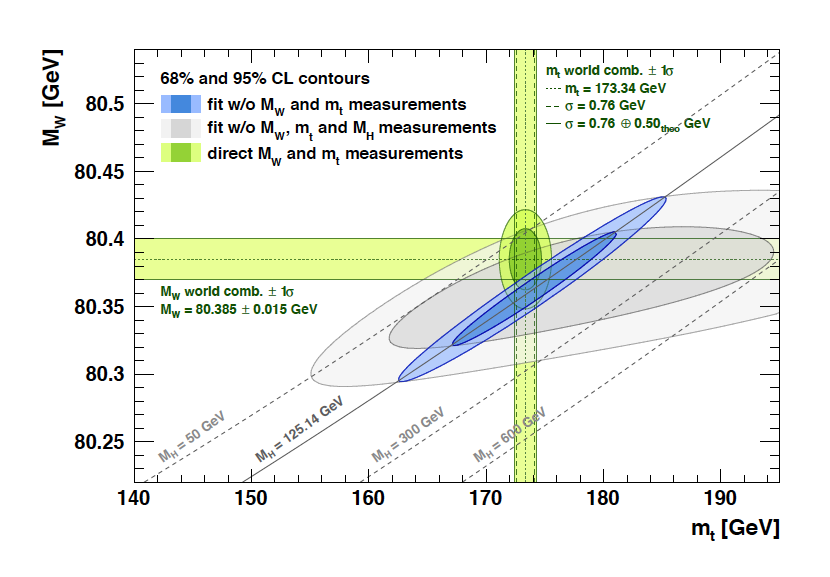 M_W [GeV]
68% and 95% CL contours
fit w/o M_W and m_t measurements
fit w/o M_W, m_t and M_H measurements
direct M_W and m_t measurements
m_t world comb. ± 1σ
m_t = 173.34 GeV
σ = 0.76 GeV
σ = 0.76 ⊕ 0.50_theo GeV
80.5
80.45
80.4
80.35
80.3
80.25
M_W world comb. ± 1σ
M_W = 80.385 ± 0.015 GeV
M_H = 50 GeV
M_H = 125.14 GeV
M_H = 300 GeV
M_H = 600 GeV
140 150 160 170 180 190
m_t [GeV]